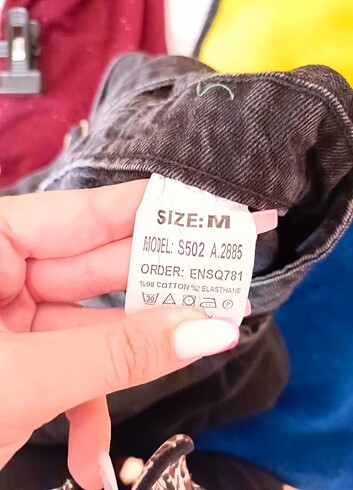 SIZE: M
MODEL: S502 A.2885
ORDER: ENSQ781
%98 COTTON %2 ELASTHANE